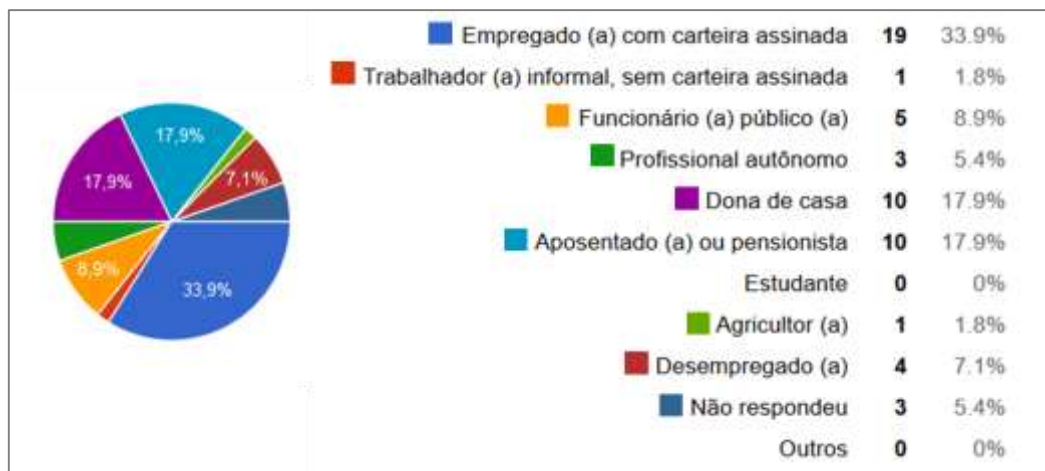 Empregado (a) com carteira assinada 19 33.9%
Trabalhador (a) informal, sem carteira assinada 1 1.8%
Funcionário (a) público (a) 5 8.9%
Profissional autônomo 3 5.4%
Dona de casa 10 17.9%
Aposentado (a) ou pensionista 10 17.9%
Estudante 0 0%
Agricultor (a) 1 1.8%
Desempregado (a) 4 7.1%
Não respondeu 3 5.4%
Outros 0 0%
17,9%
7,1%
17,9%
8,9%
33,9%